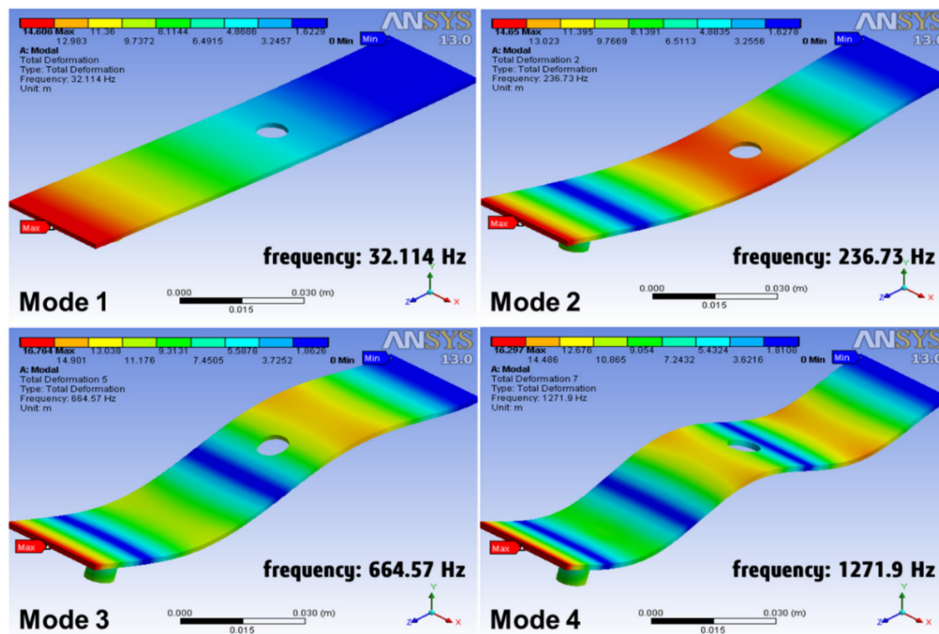 14.606 Max 11.36 8.1144 4.8686 1.6229
12.983 9.7372 6.4915 3.2457 0 Min
Min
ANSYS
13.0
A: Modal
Total Deformation
Type: Total Deformation
Frequency: 32.114 Hz
Unit: m
Max
frequency: 32.114 Hz
Mode 1
0.000 0.030 (m)
0.015
Y
Z X
14.65 Max 11.395 8.1391 4.8835 1.6278
13.023 9.7669 6.5113 3.2556 0 Min
Min
ANSYS
13.0
A: Modal
Total Deformation 2
Type: Total Deformation
Frequency: 236.73 Hz
Unit: m
Max
frequency: 236.73 Hz
Mode 2
0.000 0.030 (m)
0.015
Y
Z X
16.764 Max 13.038 9.3131 5.5878 1.8626
14.901 11.176 7.4505 3.7252 0 Min
Min
ANSYS
13.0
A: Modal
Total Deformation 5
Type: Total Deformation
Frequency: 664.57 Hz
Unit: m
Max
frequency: 664.57 Hz
Mode 3
0.000 0.030 (m)
0.015
Y
Z X
16.297 Max 12.676 9.054 5.4324 1.8108
14.486 10.865 7.2432 3.6216 0 Min
Min
ANSYS
13.0
A: Modal
Total Deformation 7
Type: Total Deformation
Frequency: 1271.9 Hz
Unit: m
Max
frequency: 1271.9 Hz
Mode 4
0.000 0.030 (m)
0.015
Y
Z X